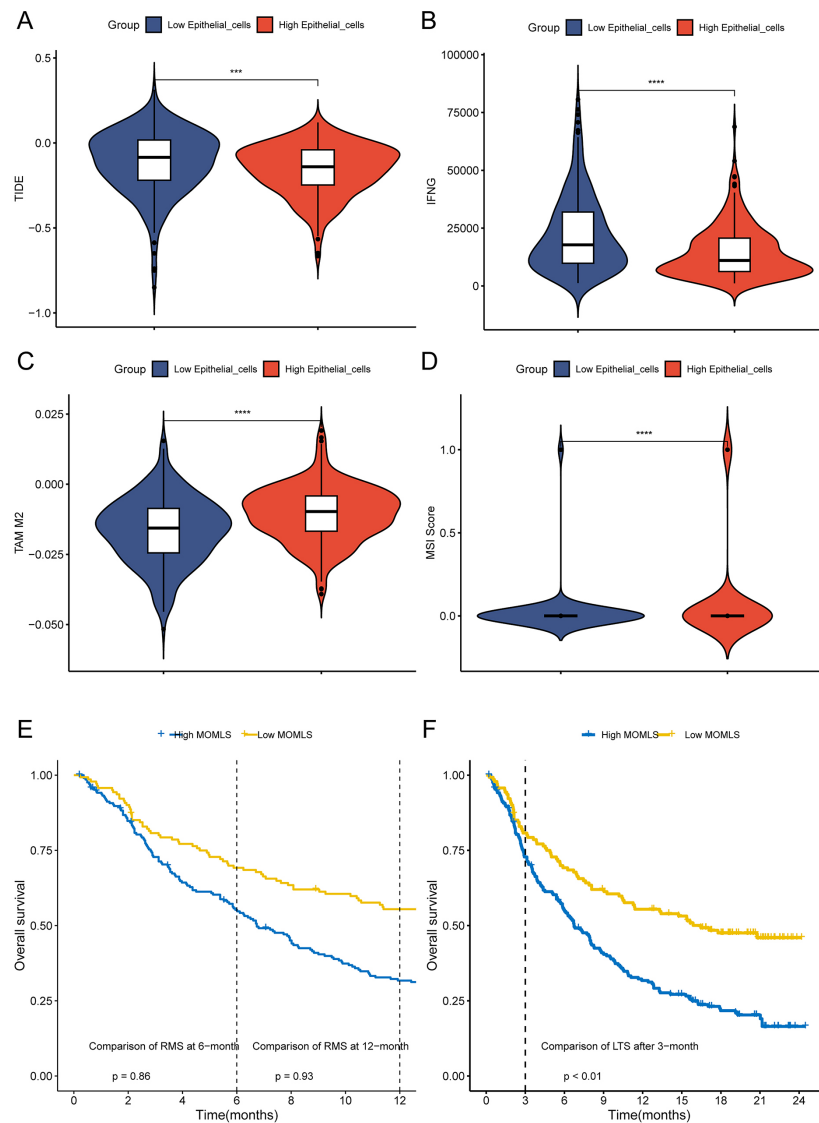 A
Group Low Epithelial_cells High Epithelial_cells
0.5
0.0
−0.5
−1.0
TIDE
***
B
Group Low Epithelial_cells High Epithelial_cells
100000
75000
50000
25000
0
IFNG
****
C
Group Low Epithelial_cells High Epithelial_cells
0.025
0.000
−0.025
−0.050
TAM M2
****
D
Group Low Epithelial_cells High Epithelial_cells
1.0
0.5
0.0
MSI Score
****
E
High MOMLS Low MOMLS
1.00
0.75
0.50
0.25
0.00
Overall survival
Comparison of RMS at 6−month
p = 0.86
Comparison of RMS at 12−month
p = 0.93
0 2 4 6 8 10 12
Time(months)
F
High MOMLS Low MOMLS
1.00
0.75
0.50
0.25
0.00
Overall survival
Comparison of LTS after 3−month
p < 0.01
0 3 6 9 12 15 18 21 24
Time(months)